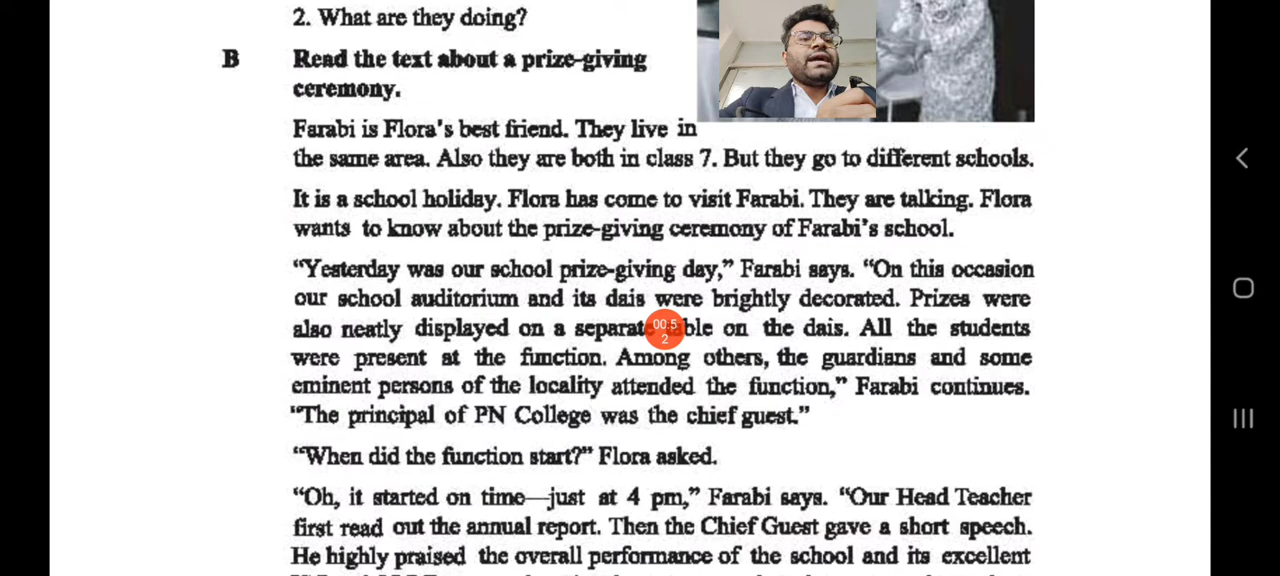 2. What are they doing?
B Read the text about a prize-giving
ceremony.
Farabi is Flora's best friend. They live in
the same area. Also they are both in class 7. But they go to different schools.
It is a school holiday. Flora has come to visit Farabi. They are talking. Flora
wants to know about the prize-giving ceremony of Farabi's school.
“Yesterday was our school prize-giving day,” Farabi says. “On this occasion
our school auditorium and its dais were brightly decorated. Prizes were
also neatly displayed on a separate table on the dais. All the students
were present at the function. Among others, the guardians and some
eminent persons of the locality attended the function,” Farabi continues.
“The principal of PN College was the chief guest.”
“When did the function start?” Flora asked.
“Oh, it started on time—just at 4 pm,” Farabi says. “Our Head Teacher
first read out the annual report. Then the Chief Guest gave a short speech.
He highly praised the overall performance of the school and its excellent
00:5
2